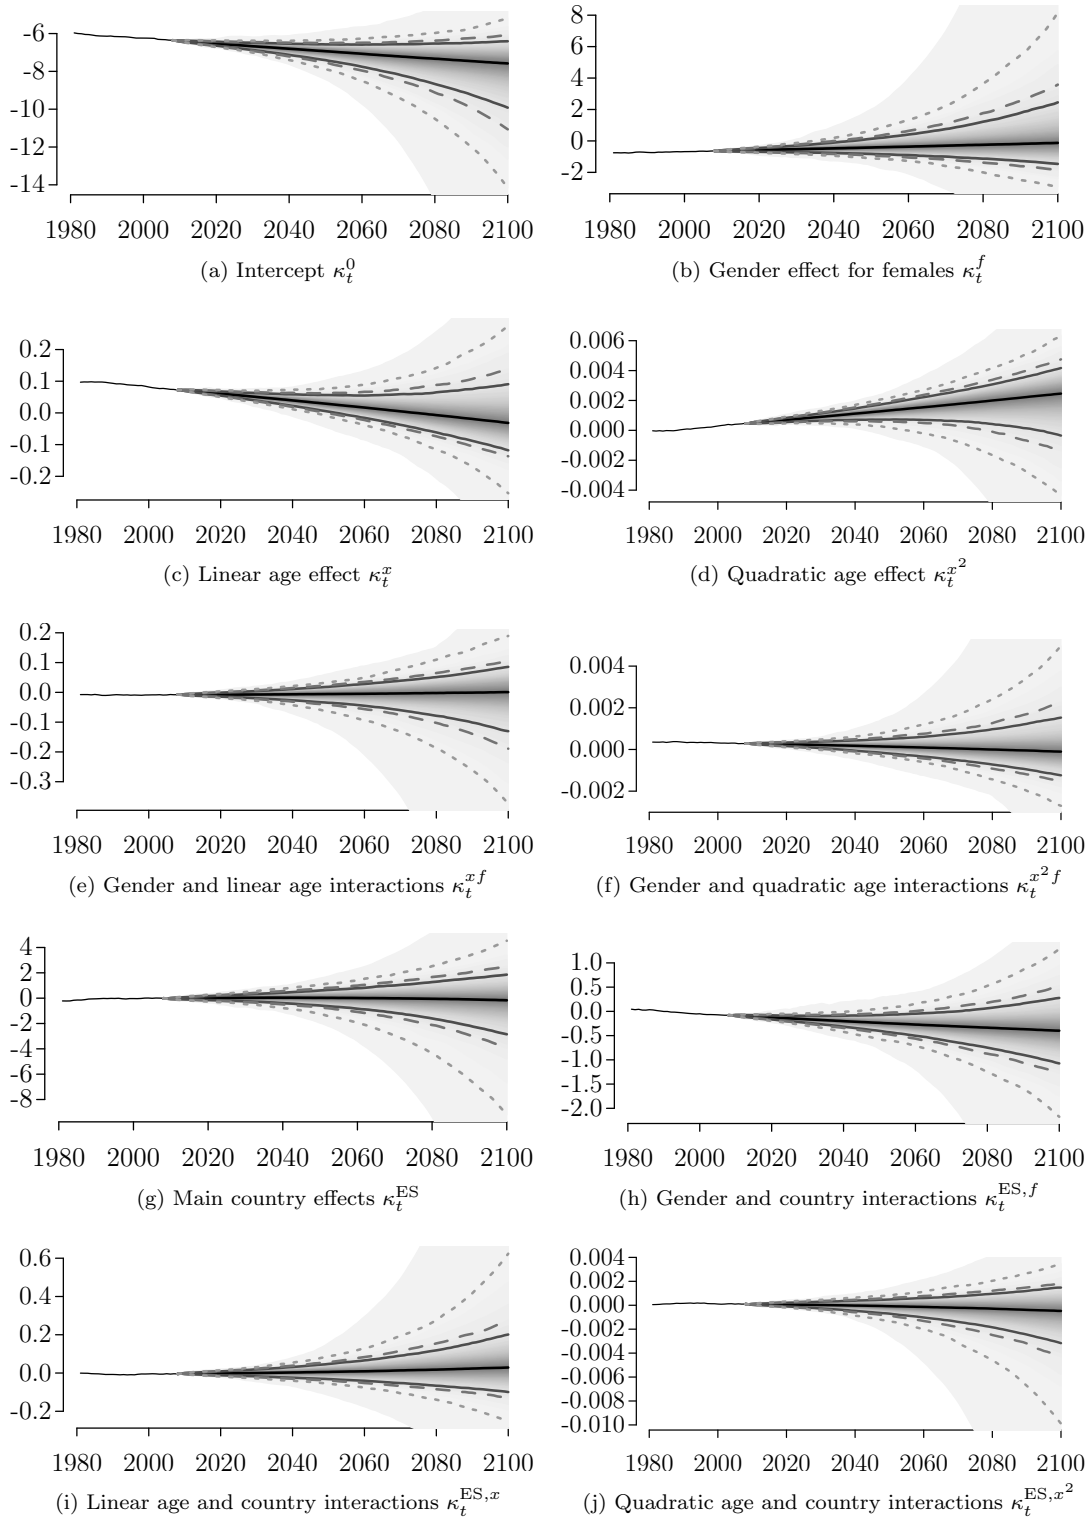 -6
-8
-10
-12
-14
1980 2000 2020 2040 2060 2080 2100
(a) Intercept κ_t^0
8
6
4
2
0
-2
1980 2000 2020 2040 2060 2080 2100
(b) Gender effect for females κ_t^f
0.2
0.1
0.0
-0.1
-0.2
1980 2000 2020 2040 2060 2080 2100
(c) Linear age effect κ_t^x
0.006
0.004
0.002
0.000
-0.002
-0.004
1980 2000 2020 2040 2060 2080 2100
(d) Quadratic age effect κ_t^{x^2}
0.2
0.1
0.0
-0.1
-0.2
-0.3
1980 2000 2020 2040 2060 2080 2100
(e) Gender and linear age interactions κ_t^{xf}
0.004
0.002
0.000
-0.002
1980 2000 2020 2040 2060 2080 2100
(f) Gender and quadratic age interactions κ_t^{x^2 f}
4
2
0
-2
-4
-6
-8
1980 2000 2020 2040 2060 2080 2100
(g) Main country effects κ_t^{ES}
1.0
0.5
0.0
-0.5
-1.0
-1.5
-2.0
1980 2000 2020 2040 2060 2080 2100
(h) Gender and country interactions κ_t^{ES,f}
0.6
0.4
0.2
0.0
-0.2
1980 2000 2020 2040 2060 2080 2100
(i) Linear age and country interactions κ_t^{ES,x}
0.004
0.002
0.000
-0.002
-0.004
-0.006
-0.008
-0.010
1980 2000 2020 2040 2060 2080 2100
(j) Quadratic age and country interactions κ_t^{ES,x^2}